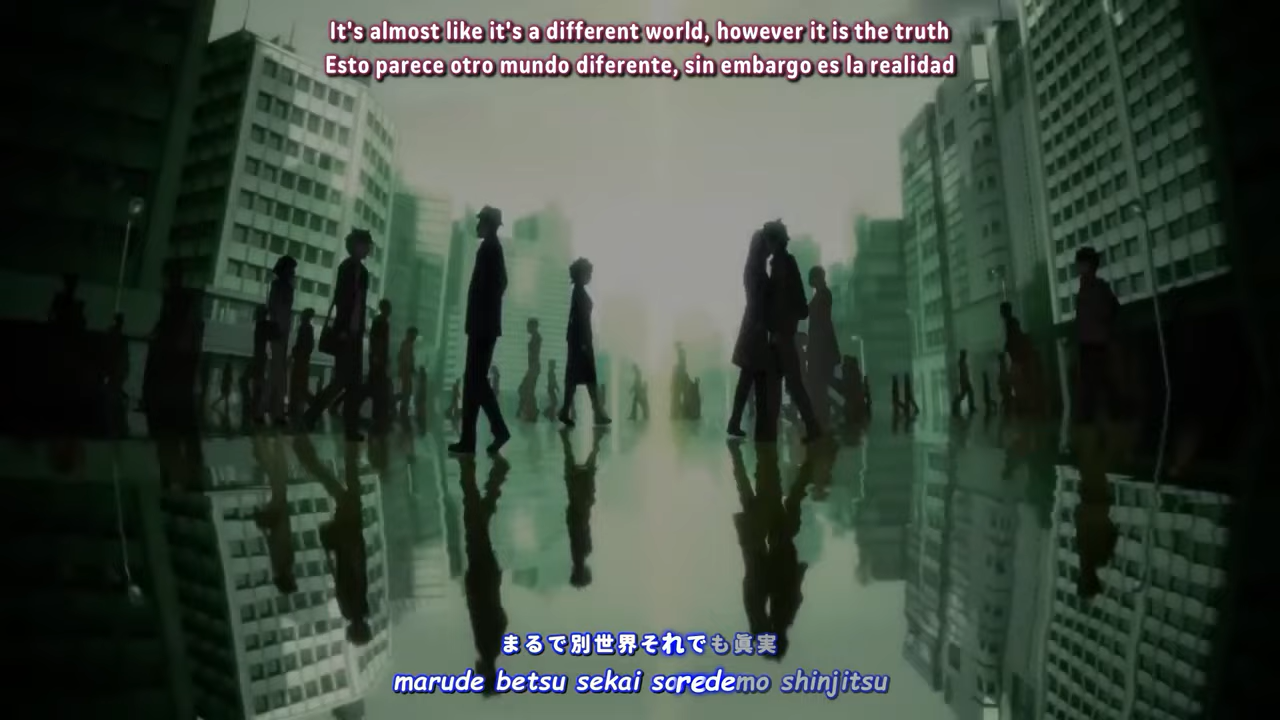 It's almost like it's a different world, however it is the truth
Esto parece otro mundo diferente, sin embargo es la realidad
まるで別世界それでも眞実
marude betsu sekai soredemo shinjitsu